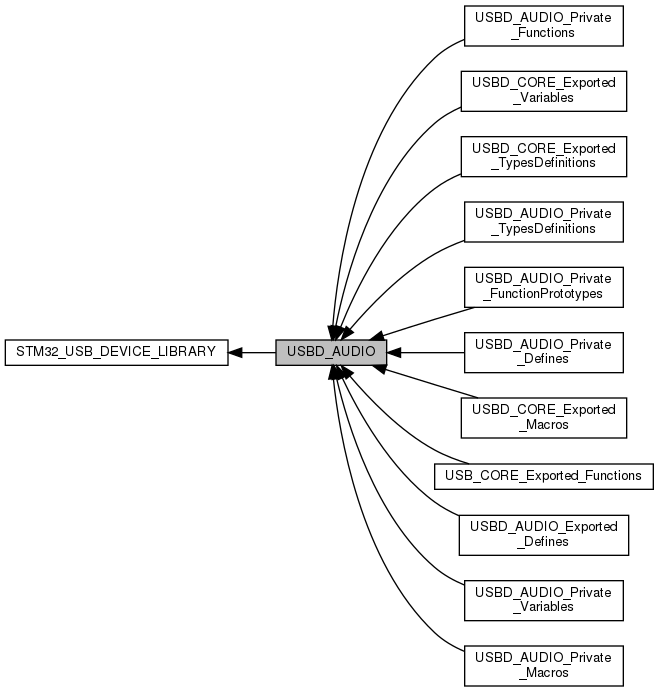 USBD_AUDIO_Private
_Functions
USBD_CORE_Exported
_Variables
USBD_CORE_Exported
_TypesDefinitions
USBD_AUDIO_Private
_TypesDefinitions
USBD_AUDIO_Private
_FunctionPrototypes
STM32_USB_DEVICE_LIBRARY
USBD_AUDIO
USBD_AUDIO_Private
_Defines
USBD_CORE_Exported
_Macros
USB_CORE_Exported_Functions
USBD_AUDIO_Exported
_Defines
USBD_AUDIO_Private
_Variables
USBD_AUDIO_Private
_Macros